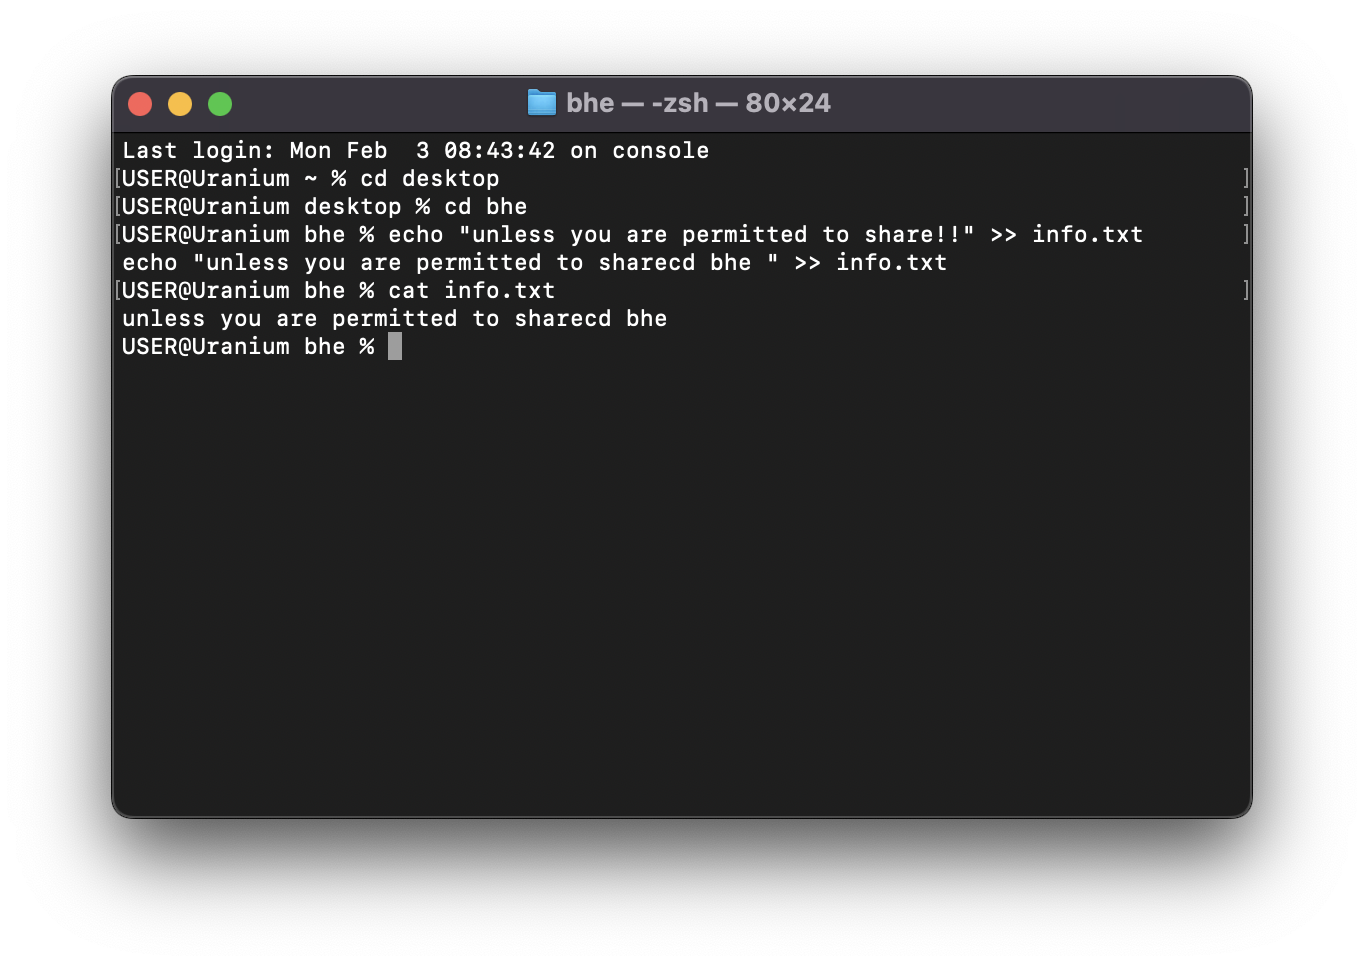 bhe — -zsh — 80×24
Last login: Mon Feb  3 08:43:42 on console
[USER@Uranium ~ % cd desktop ]
[USER@Uranium desktop % cd bhe ]
[USER@Uranium bhe % echo "unless you are permitted to share!!" >> info.txt ]
echo "unless you are permitted to sharecd bhe " >> info.txt
[USER@Uranium bhe % cat info.txt ]
unless you are permitted to sharecd bhe
USER@Uranium bhe %